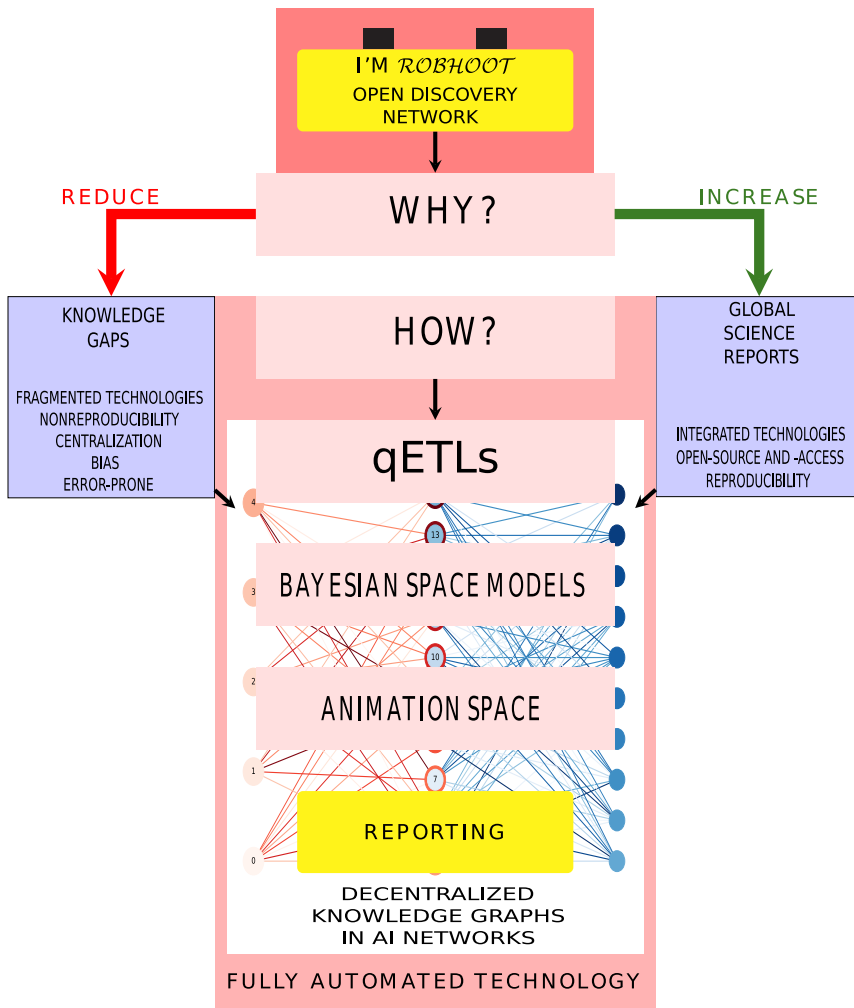 I'M ROBHOOT
OPEN DISCOVERY
NETWORK
REDUCE
INCREASE
WHY?
KNOWLEDGE
GAPS
FRAGMENTED TECHNOLOGIES
NONREPRODUCIBILITY
CENTRALIZATION
BIAS
ERROR-PRONE
HOW?
GLOBAL
SCIENCE
REPORTS
INTEGRATED TECHNOLOGIES
OPEN-SOURCE AND -ACCESS
REPRODUCIBILITY
qETLs
4
13
3
BAYESIAN SPACE MODELS
10
2
ANIMATION SPACE
1
7
REPORTING
0
DECENTRALIZED
KNOWLEDGE GRAPHS
IN AI NETWORKS
FULLY AUTOMATED TECHNOLOGY